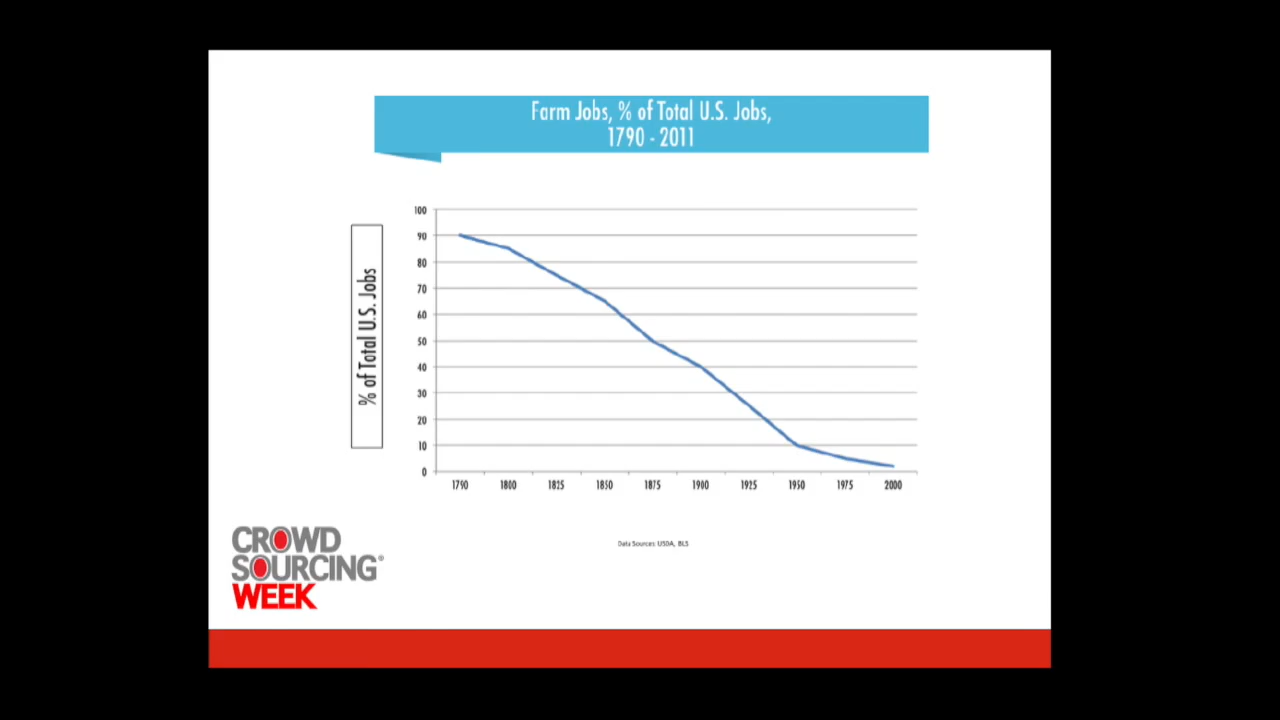 Farm Jobs, % of Total U.S. Jobs,
1790 - 2011
% of Total U.S. Jobs
100
90
80
70
60
50
40
30
20
10
0
1790 1800 1825 1850 1875 1900 1925 1950 1975 2000
Data Sources: USDA, BLS
CROWD
SOURCING®
WEEK